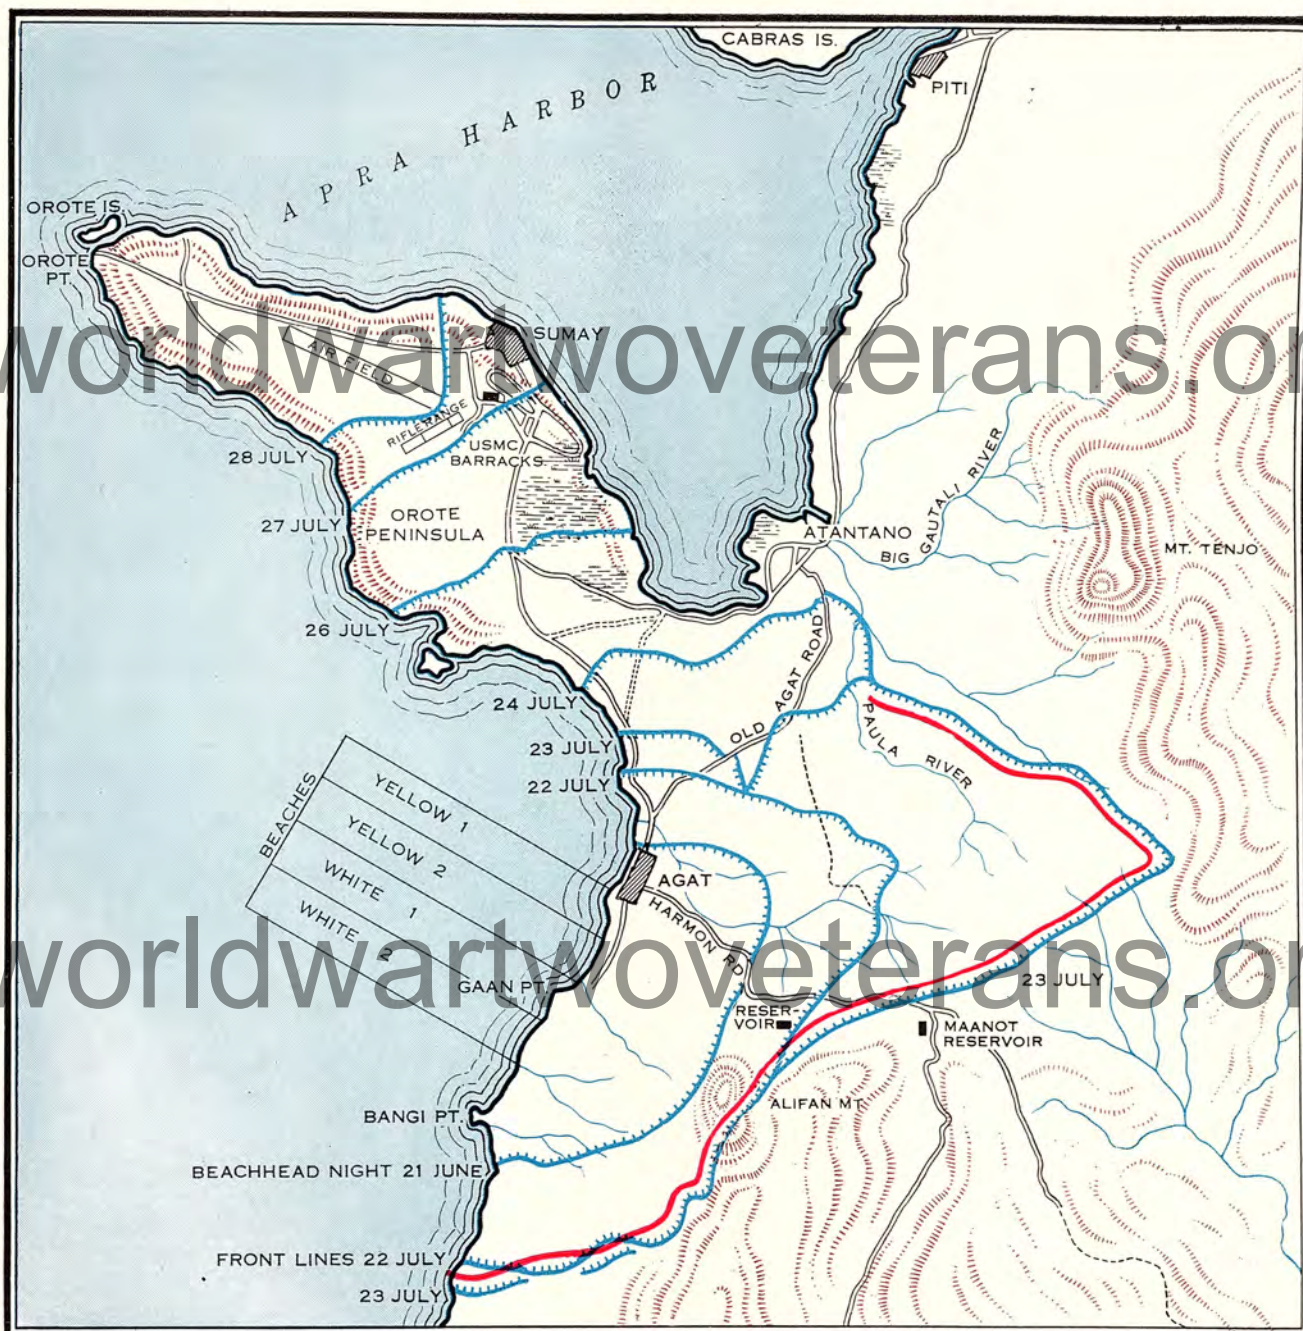 CABRAS IS.
PITI
APRA HARBOR
OROTE IS.
OROTE
PT.
SUMAY
AIR FIELD
RIFLE RANGE
USMC
BARRACKS
28 JULY
27 JULY
OROTE
PENINSULA
ATANTANO
BIG GAUTALI RIVER
MT. TENJO
26 JULY
24 JULY
OLD AGAT ROAD
PAULA RIVER
23 JULY
22 JULY
BEACHES
YELLOW 1
YELLOW 2
WHITE 1
WHITE 2
AGAT
HARMON RD
GAAN PT.
23 JULY
RESER-
VOIR
MAANOT
RESERVOIR
ALIFAN MT.
BANGI PT.
BEACHHEAD NIGHT 21 JUNE
FRONT LINES 22 JULY
23 JULY
worldwartwoveterans.or
worldwartwoveterans.or